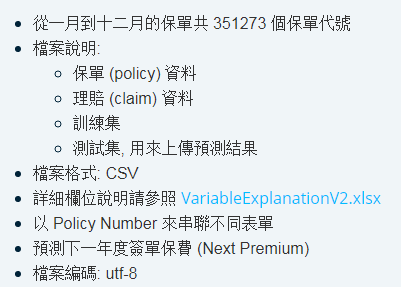 從一月到十二月的保單共 351273 個保單代號
檔案說明:
保單 (policy) 資料
理賠 (claim) 資料
訓練集
測試集, 用來上傳預測結果
檔案格式: CSV
詳細欄位說明請參照 VariableExplanationV2.xlsx
以 Policy Number 來串聯不同表單
預測下一年度簽單保費 (Next Premium)
檔案編碼: utf-8